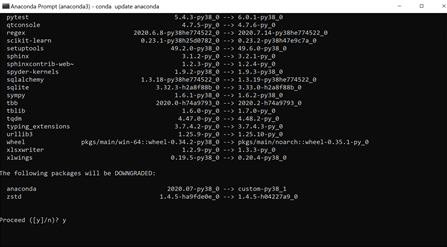 Anaconda Prompt (anaconda3) - conda update anaconda
pytest 5.4.3-py38_0 --> 6.0.1-py38_0
qtconsole 4.7.5-py_0 --> 4.7.6-py_0
regex 2020.6.8-py38he774522_0 --> 2020.7.14-py38he774522_0
scikit-learn 0.23.1-py38h25d0782_0 --> 0.23.2-py38h47e9c7a_0
setuptools 49.2.0-py38_0 --> 49.6.0-py38_0
sphinx 3.1.2-py_0 --> 3.2.1-py_0
sphinxcontrib-web~ 1.2.3-py_0 --> 1.2.4-py_0
spyder-kernels 1.9.2-py38_0 --> 1.9.3-py38_0
sqlalchemy 1.3.18-py38he774522_0 --> 1.3.19-py38he774522_0
sqlite 3.32.3-h2a8f88b_0 --> 3.33.0-h2a8f88b_0
sympy 1.6.1-py38_0 --> 1.6.2-py38_0
tbb 2020.0-h74a9793_0 --> 2020.2-h74a9793_0
tblib 1.6.0-py_0 --> 1.7.0-py_0
tqdm 4.47.0-py_0 --> 4.48.2-py_0
typing_extensions 3.7.4.2-py_0 --> 3.7.4.3-py_0
urllib3 1.25.9-py_0 --> 1.25.10-py_0
wheel pkgs/main/win-64::wheel-0.34.2-py38_0 --> pkgs/main/noarch::wheel-0.35.1-py_0
xlsxwriter 1.2.9-py_0 --> 1.3.3-py_0
xlwings 0.19.5-py38_0 --> 0.20.4-py38_0
The following packages will be DOWNGRADED:
anaconda 2020.07-py38_0 --> custom-py38_1
zstd 1.4.5-ha9fde0e_0 --> 1.4.5-h04227a9_0
Proceed ([y]/n)? y